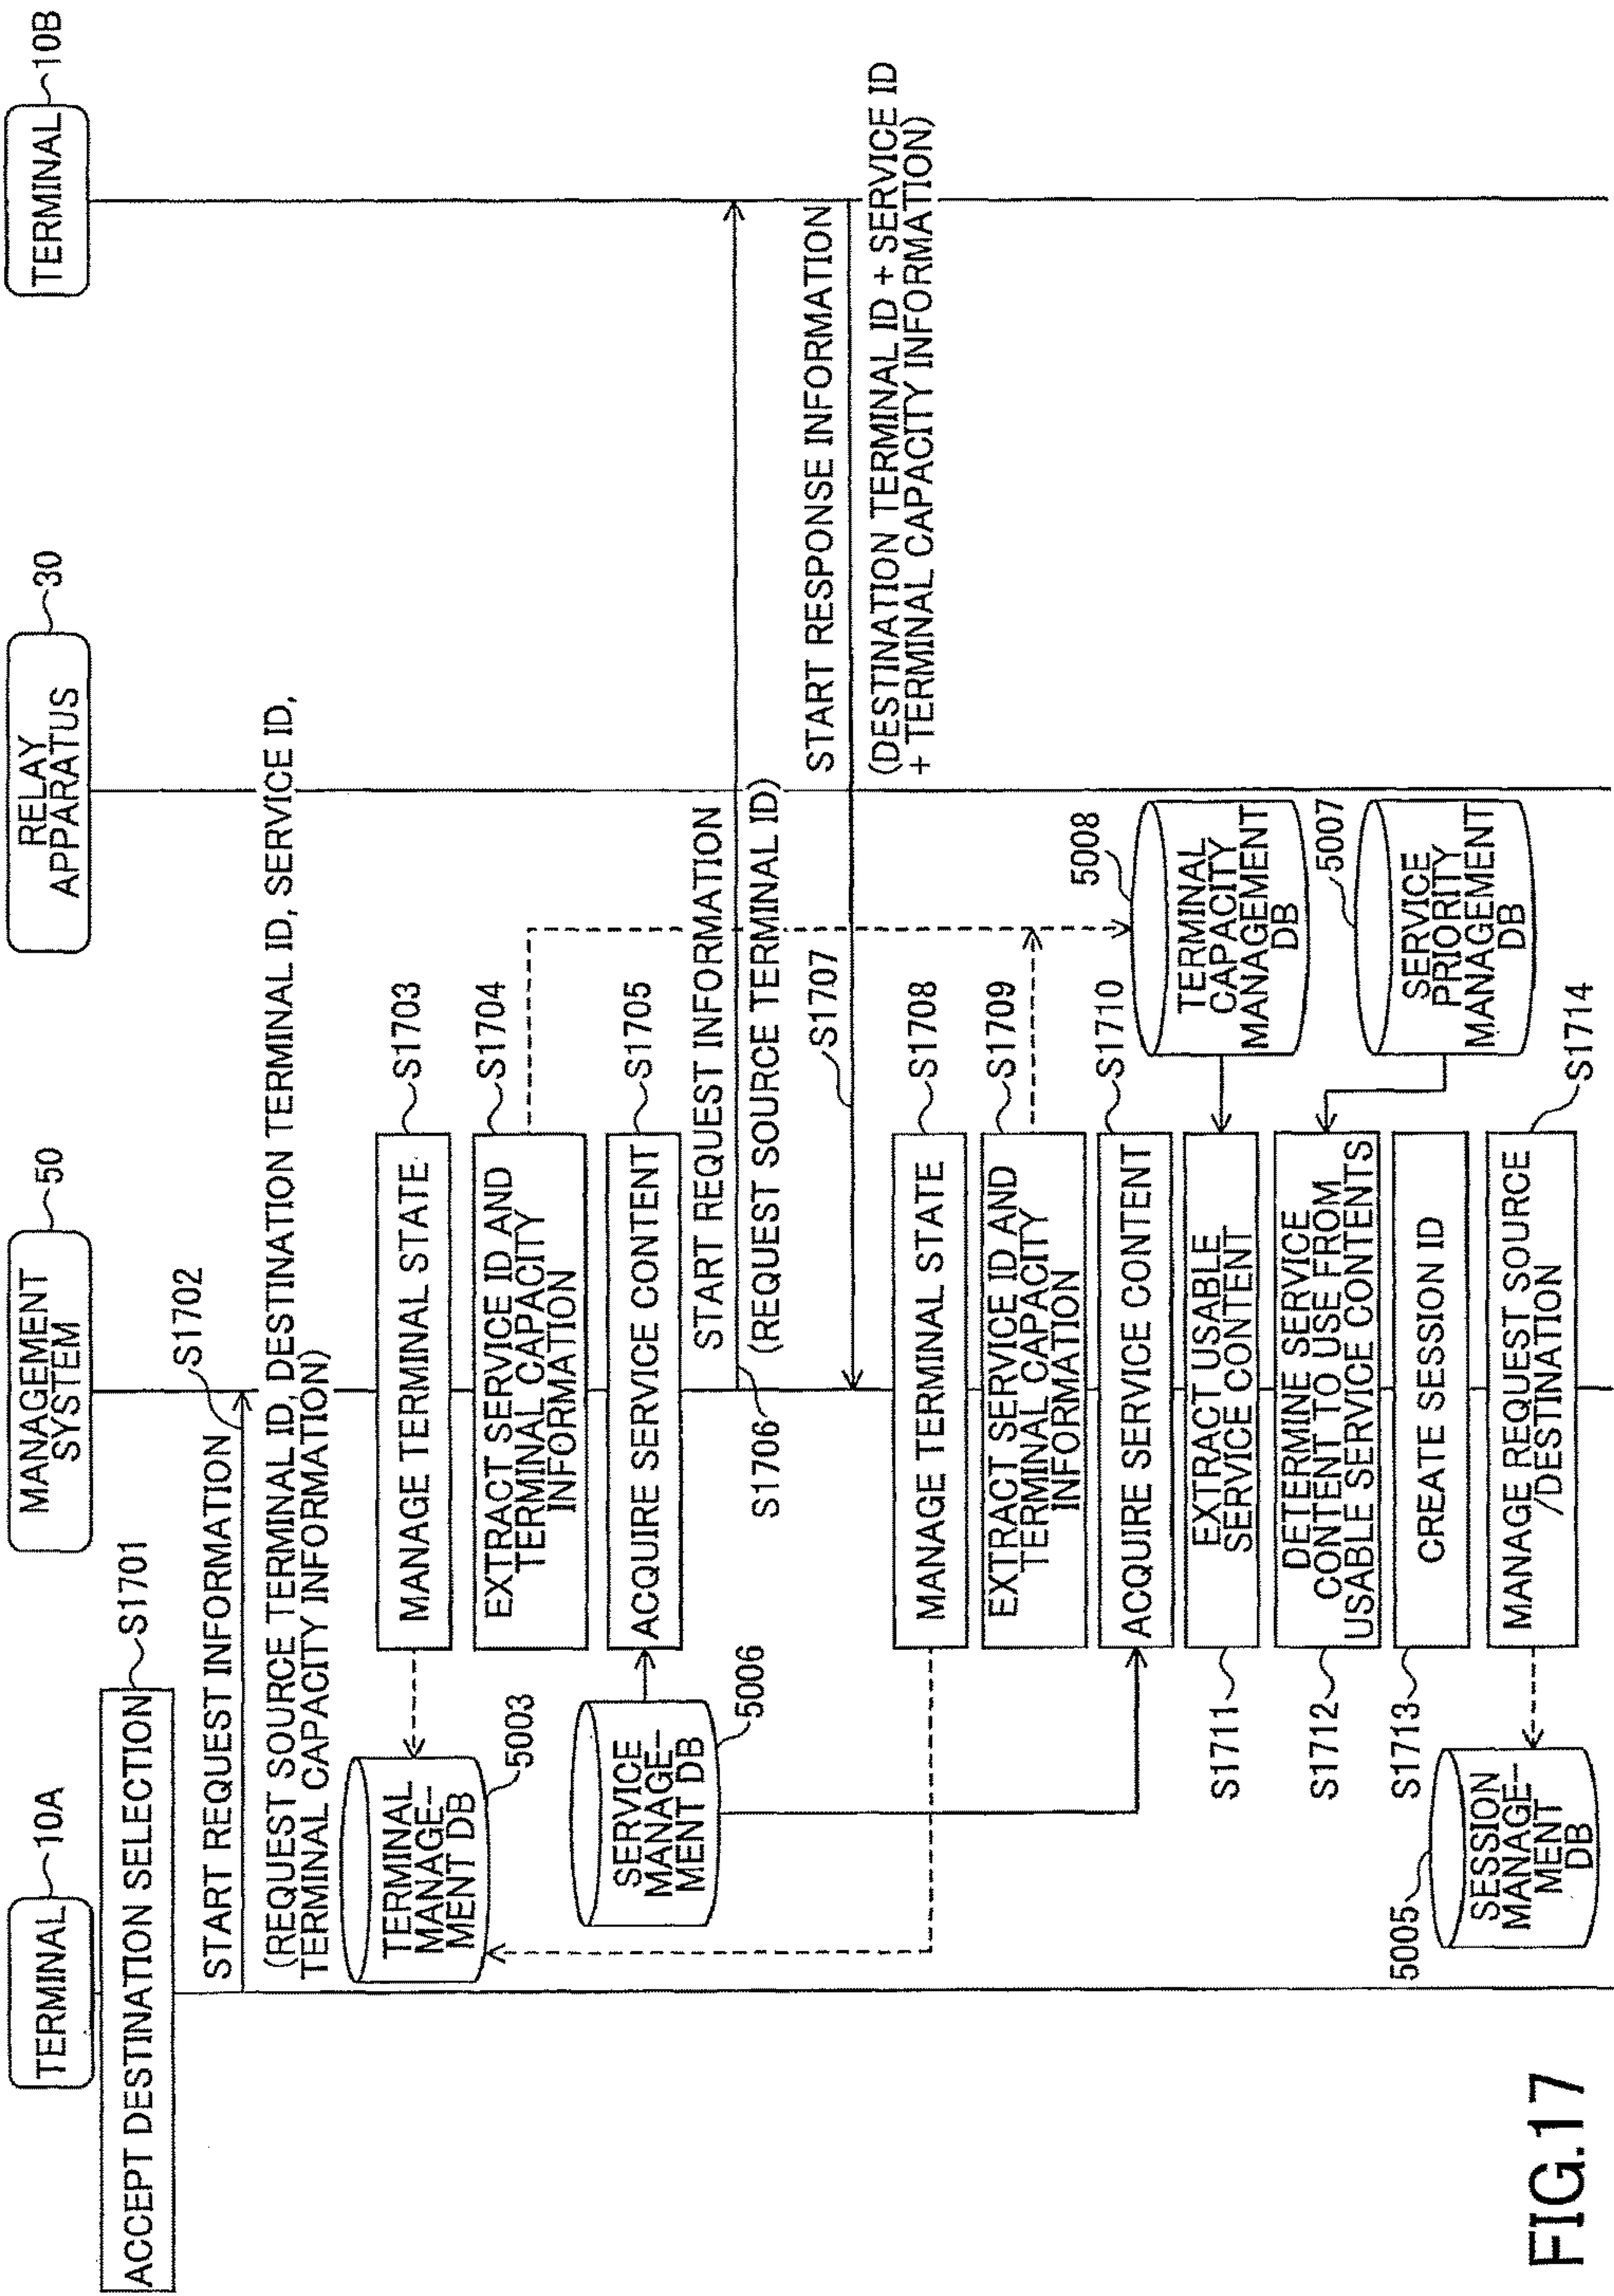 TERMINAL
10A
MANAGEMENT
SYSTEM
50
RELAY
APPARATUS
30
TERMINAL
10B
ACCEPT DESTINATION SELECTION
S1701
START REQUEST INFORMATION
S1702
(REQUEST SOURCE TERMINAL ID, DESTINATION TERMINAL ID, SERVICE ID,
TERMINAL CAPACITY INFORMATION)
MANAGE TERMINAL STATE
S1703
TERMINAL
MANAGE-
MENT DB
5003
EXTRACT SERVICE ID AND
TERMINAL CAPACITY
INFORMATION
S1704
SERVICE
MANAGE-
MENT DB
5006
ACQUIRE SERVICE CONTENT
S1705
START REQUEST INFORMATION
S1706
(REQUEST SOURCE TERMINAL ID)
START RESPONSE INFORMATION
S1707
(DESTINATION TERMINAL ID + SERVICE ID
+ TERMINAL CAPACITY INFORMATION)
MANAGE TERMINAL STATE
S1708
EXTRACT SERVICE ID AND
TERMINAL CAPACITY
INFORMATION
S1709
ACQUIRE SERVICE CONTENT
S1710
5008
TERMINAL
CAPACITY
MANAGEMENT
DB
S1711
EXTRACT USABLE
SERVICE CONTENT
S1712
DETERMINE SERVICE
CONTENT TO USE FROM
USABLE SERVICE CONTENTS
5007
SERVICE
PRIORITY
MANAGEMENT
DB
S1713
CREATE SESSION ID
MANAGE REQUEST SOURCE
/DESTINATION
S1714
5005
SESSION
MANAGE-
MENT
DB
FIG.17